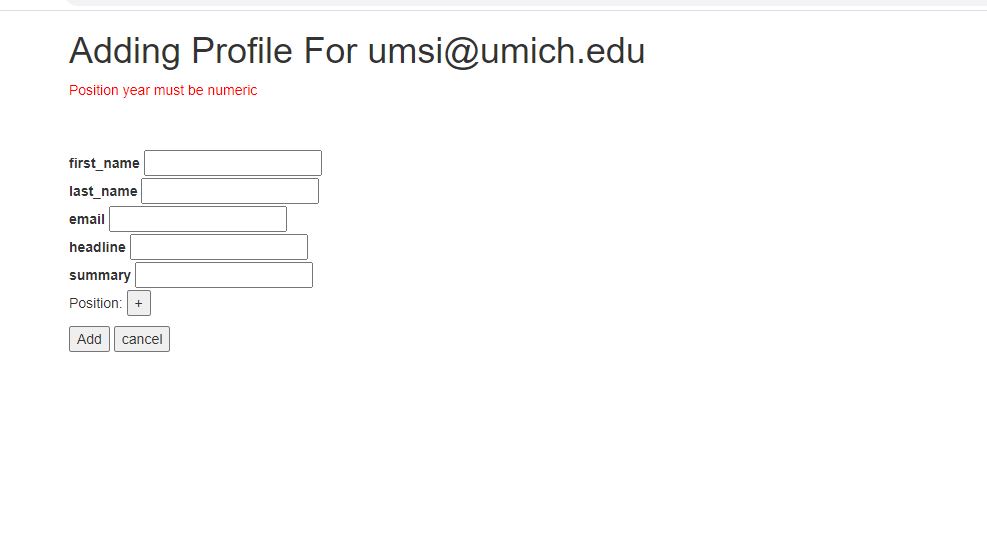 Adding Profile For umsi@umich.edu
Position year must be numeric
first_name
last_name
email
headline
summary
Position: +
Add cancel